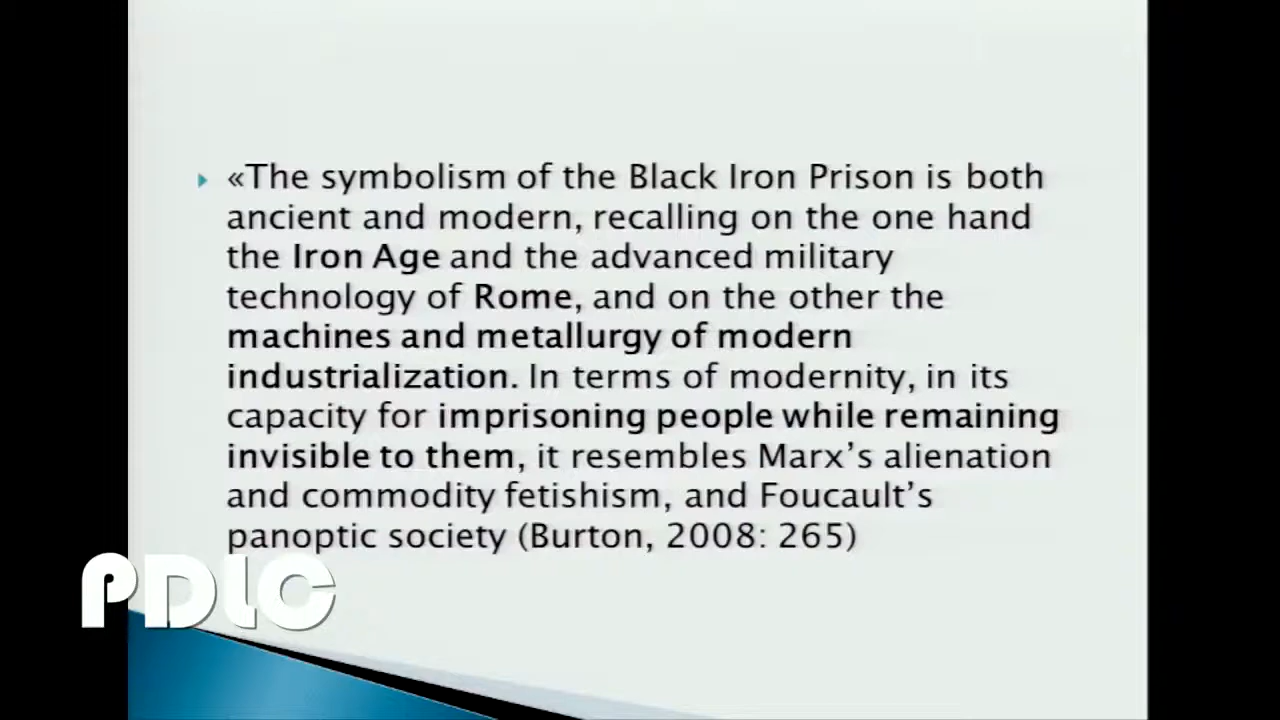 «The symbolism of the Black Iron Prison is both
ancient and modern, recalling on the one hand
the Iron Age and the advanced military
technology of Rome, and on the other the
machines and metallurgy of modern
industrialization. In terms of modernity, in its
capacity for imprisoning people while remaining
invisible to them, it resembles Marx’s alienation
and commodity fetishism, and Foucault’s
panoptic society (Burton, 2008: 265)
PDLC